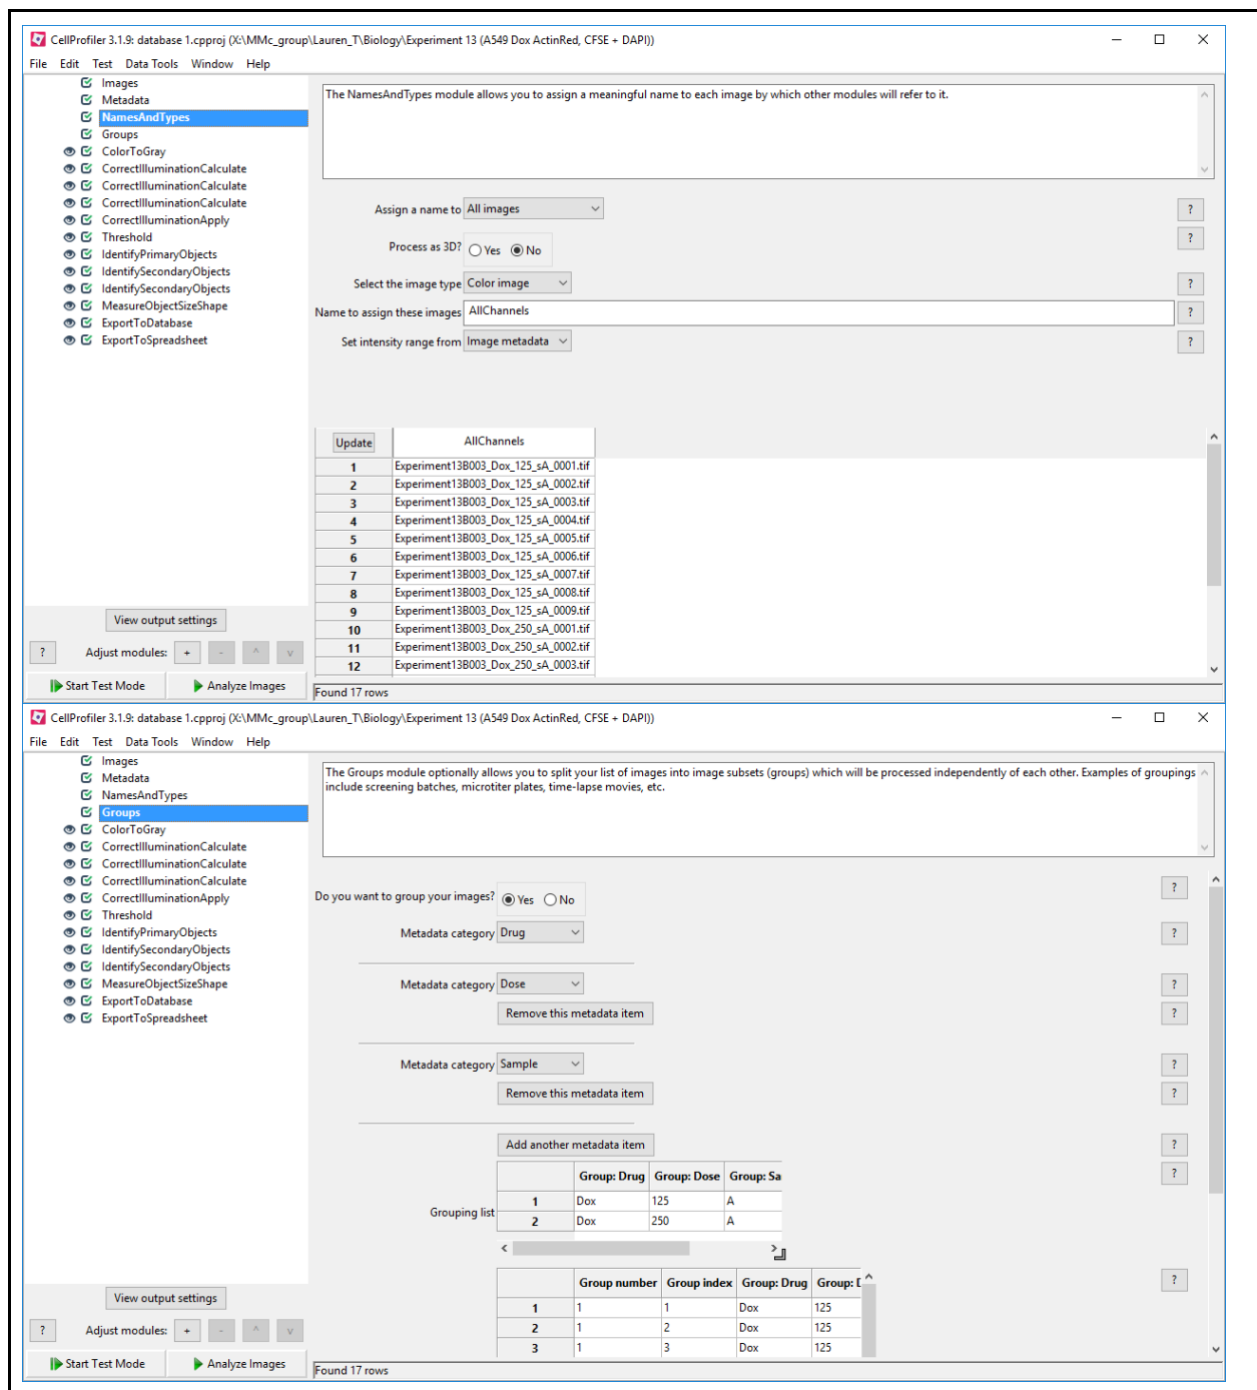 CellProfiler 3.1.9: database 1.cpproj (X:\MMc_group\Lauren_T\Biology\Experiment 13 (A549 Dox ActinRed, CFSE + DAPI))
File Edit Test Data Tools Window Help
Images
Metadata
NamesAndTypes
Groups
ColorToGray
CorrectIlluminationCalculate
CorrectIlluminationCalculate
CorrectIlluminationCalculate
CorrectIlluminationApply
Threshold
IdentifyPrimaryObjects
IdentifySecondaryObjects
IdentifySecondaryObjects
MeasureObjectSizeShape
ExportToDatabase
ExportToSpreadsheet
View output settings
? Adjust modules: + - ^ v
Start Test Mode Analyze Images
The NamesAndTypes module allows you to assign a meaningful name to each image by which other modules will refer to it.
Assign a name to All images ?
Process as 3D? Yes No ?
Select the image type Color image ?
Name to assign these images AllChannels ?
Set intensity range from Image metadata ?
Update AllChannels
1 Experiment13B003_Dox_125_sA_0001.tif
2 Experiment13B003_Dox_125_sA_0002.tif
3 Experiment13B003_Dox_125_sA_0003.tif
4 Experiment13B003_Dox_125_sA_0004.tif
5 Experiment13B003_Dox_125_sA_0005.tif
6 Experiment13B003_Dox_125_sA_0006.tif
7 Experiment13B003_Dox_125_sA_0007.tif
8 Experiment13B003_Dox_125_sA_0008.tif
9 Experiment13B003_Dox_125_sA_0009.tif
10 Experiment13B003_Dox_250_sA_0001.tif
11 Experiment13B003_Dox_250_sA_0002.tif
12 Experiment13B003_Dox_250_sA_0003.tif
Found 17 rows
CellProfiler 3.1.9: database 1.cpproj (X:\MMc_group\Lauren_T\Biology\Experiment 13 (A549 Dox ActinRed, CFSE + DAPI))
File Edit Test Data Tools Window Help
Images
Metadata
NamesAndTypes
Groups
ColorToGray
CorrectIlluminationCalculate
CorrectIlluminationCalculate
CorrectIlluminationCalculate
CorrectIlluminationApply
Threshold
IdentifyPrimaryObjects
IdentifySecondaryObjects
IdentifySecondaryObjects
MeasureObjectSizeShape
ExportToDatabase
ExportToSpreadsheet
View output settings
? Adjust modules: + - ^ v
Start Test Mode Analyze Images
The Groups module optionally allows you to split your list of images into image subsets (groups) which will be processed independently of each other. Examples of groupings
include screening batches, microtiter plates, time-lapse movies, etc.
Do you want to group your images? Yes No ?
Metadata category Drug ?
Metadata category Dose ?
Remove this metadata item ?
Metadata category Sample ?
Remove this metadata item ?
Add another metadata item ?
Grouping list ?
Group: Drug Group: Dose Group: Sa
1 Dox 125 A
2 Dox 250 A
Group number Group index Group: Drug Group: D ?
1 1 1 Dox 125
2 1 2 Dox 125
3 1 3 Dox 125
Found 17 rows